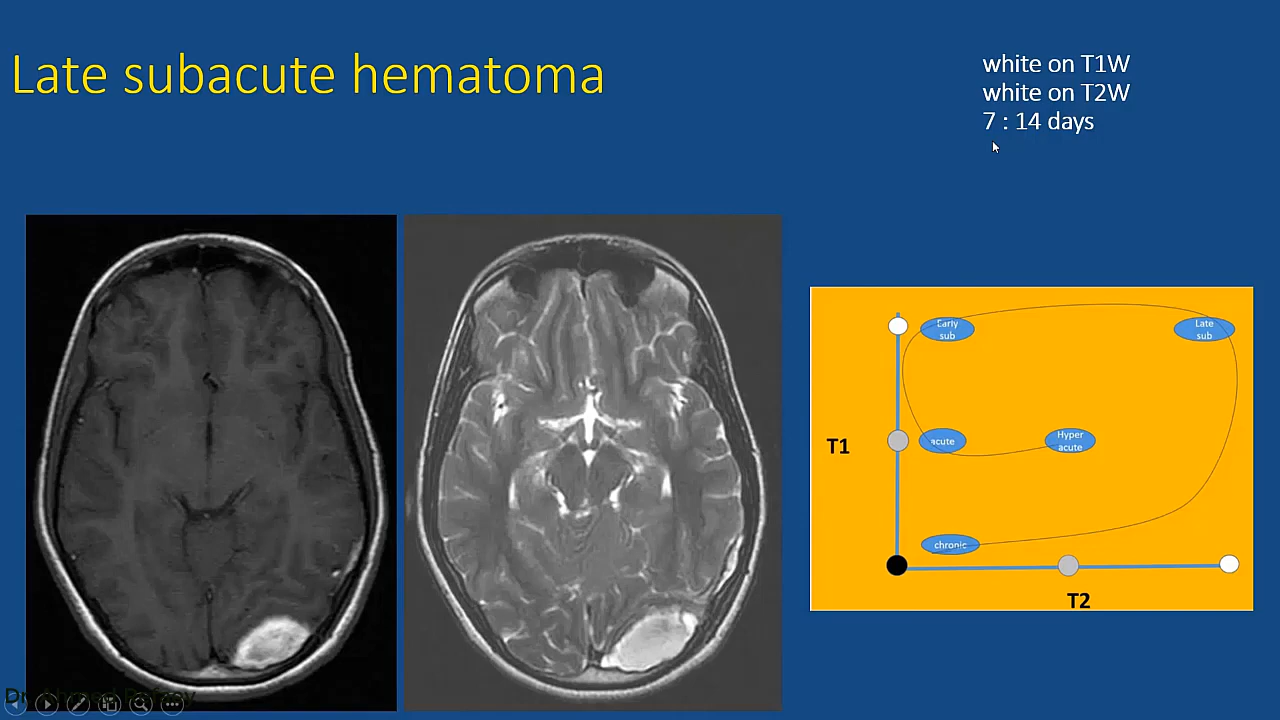 Late subacute hematoma
white on T1W
white on T2W
7 : 14 days
Early
sub
Late
sub
T1
acute
Hyper
acute
chronic
T2
Dr